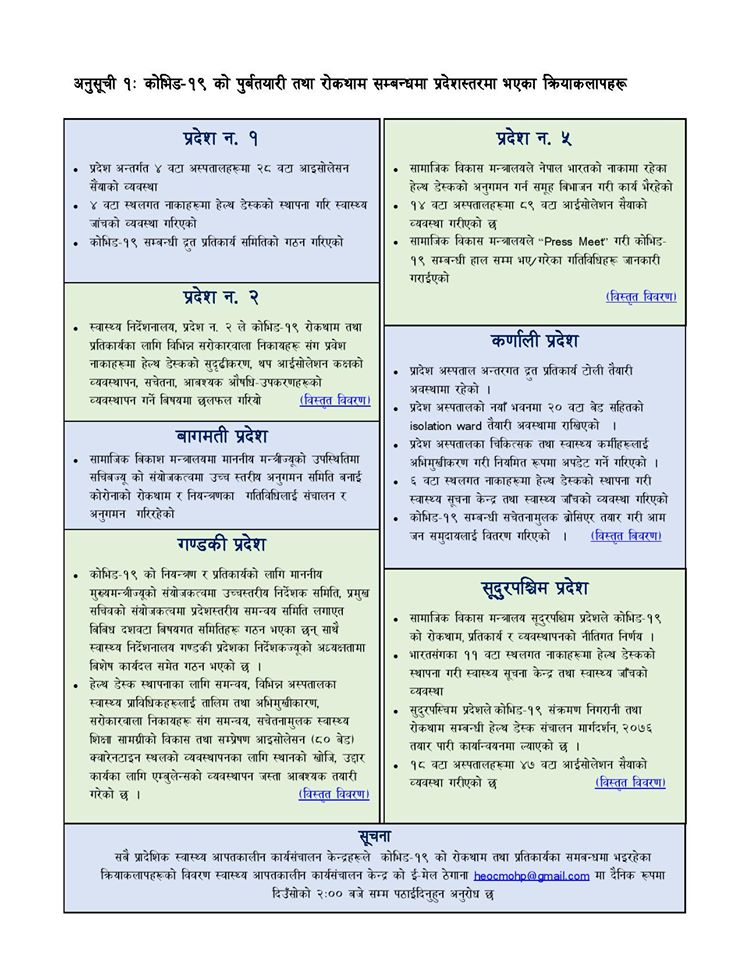 अनुसूची १: कोभिड-१९ को पुर्बतयारी तथा रोकथाम सम्बन्धमा प्रदेशस्तरमा भएका क्रियाकलापहरू
प्रदेश न. १
• प्रदेश अन्तर्गत ४ वटा अस्पतालहरूमा २८ वटा आइसोलेसन
सैयाको व्यवस्था
• ४ वटा स्थलगत नाकाहरूमा हेल्थ डेस्कको स्थापना गरि स्वास्थ्य
जांचको व्यवस्था गरिएको
• कोभिड-१९ सम्बन्धी द्रुत प्रतिकार्य समितिको गठन गरिएको
प्रदेश न. २
• स्वास्थ्य निर्देशनालय, प्रदेश न. २ ले कोभिड-१९ रोकथाम तथा
प्रतिकार्यका लागि विभिन्न सरोकारवाला निकायहरू संग प्रवेश
नाकाहरूमा हेल्थ डेस्कको सुदृढीकरण, थप आईसोलेशन कक्षको
व्यवस्थापन, सचेतना, आवश्यक औषधि-उपकरणहरूको
व्यवस्थापन गर्ने बिषयमा छलफल गरियो (विस्तृत विवरण)
बागमती प्रदेश
• सामाजिक बिकाश मन्त्रालयमा माननीय मन्त्रीज्यूको उपस्थितिमा
सचिबज्यू को संयोजकत्वमा उच्च स्तरीय अनुगमन समिति बनाई
कोरोनाको रोकथाम र नियन्त्रणका गतिविधिलाई संचालन र
अनुगमन गरिरहेको
गण्डकी प्रदेश
• कोभिड-१९ को नियन्त्रण र प्रतिकार्यको लागि माननीय
मुख्यमन्त्रीज्यूको संयोजकत्वमा उच्चस्तरीय निर्देशक समिति, प्रमुख
सचिवको संयोजकत्वमा प्रदेशस्तरीय समन्वय समिति लगाएत
बिबिध दशवटा बिषयगत समितिहरू गठन भएका छन् साथै
स्वास्थ्य निर्देशनालय गण्डकी प्रदेशका निर्देशकज्यूको अध्यक्षतामा
बिशेष कार्यदल समेत गठन भएको छ ।
• हेल्थ डेस्क स्थापनाका लागि समन्वय, विभिन्न अस्पतालका
स्वास्थ्य प्राविधिकहरूलाई तालिम तथा अभिमुखीकरण,
सरोकारवाला निकायहरू संग समन्वय, सचेतनामुलक स्वास्थ्य
शिक्षा सामग्रीको विकास तथा सम्प्रेषण आइसोलेसन (८० बेड)
क्वारेनटाइन स्थलको व्यवस्थापनका लागि स्थानको खोजि, उद्दार
कार्यका लागि एम्बुलेन्सको व्यवस्थापन जस्ता आवश्यक तयारी
गरेको छ । (विस्तृत विवरण)
प्रदेश न. ५
• सामाजिक विकास मन्त्रालयले नेपाल भारतको नाकामा रहेका
हेल्थ डेस्कको अनुगमन गर्न समूह बिभाजन गरी कार्य भैरहेको
• १४ वटा अस्पतालहरूमा ८९ वटा आईसोलेशन सैयाको
व्यवस्था गरीएको छ
• सामाजिक विकास मन्त्रालयले “Press Meet” गरी कोभिड-
१९ सम्बन्धी हाल सम्म भए/गरेका गतिविधिहरू जानकारी
गराईएको
(विस्तृत विवरण)
कर्णाली प्रदेश
• प्रादेश अस्पताल अन्तरगत द्रुत प्रतिकार्य टोली तैयारी
अवस्थामा रहेको ।
• प्रदेश अस्पतालको नयाँ भवनमा २० वटा बेड सहितको
isolation ward तैयारी अवस्थामा राखिएको ।
• प्रदेश अस्पतालका चिकित्सक तथा स्वास्थ्य कर्मीहरूलाई
अभिमुखीकरण गरी नियमित रूपमा अपडेट गर्ने गरिएको ।
• ६ वटा स्थलगत नाकाहरूमा हेल्थ डेस्कको स्थापना गरी
स्वास्थ्य सूचना केन्द्र तथा स्वास्थ्य जाँचको व्यवस्था गरिएको
• कोभिड-१९ सम्बन्धी सचेतनामुलक ब्रोसिएर तयार गरी आम
जन समुदायलाई वितरण गरिएको । (विस्तृत बिवरण)
सूदुरपश्चिम प्रदेश
• सामाजिक विकास मन्त्रालय सूदुरपश्चिम प्रदेशले कोभिड-१९
को रोकथाम, प्रतिकार्य र व्यवस्थापनको नीतिगत निर्णय ।
• भारतसंगका ११ वटा स्थलगत नाकाहरूमा हेल्थ डेस्कको
स्थापना गरी स्वास्थ्य सूचना केन्द्र तथा स्वास्थ्य जाँचको
व्यवस्था
• सुदुरपस्चिम प्रदेशले कोभिड-१९ संक्रमण निगरानी तथा
रोकथाम सम्बन्धी हेल्थ डेस्क संचालन मार्गदर्शन, २०७६
तयार पारी कार्यान्वयनमा ल्याएको छ ।
• १८ वटा अस्पतालहरूमा ४७ वटा आईसोलेशन सैयाको
व्यवस्था गरीएको छ (विस्तृत विवरण)
सूचना
सबै प्रादेशिक स्वास्थ्य आपतकालीन कार्यसंचालन केन्द्रहरूले कोभिड-१९ को रोकथाम तथा प्रतिकार्यका समबन्धमा भइरहेका
क्रियाकलापहरूको विवरण स्वास्थ्य आपतकालीन कार्यसंचालन केन्द्र को ई-मेल ठेगाना heocmohp@gmail.com मा दैनिक रूपमा
दिउँसोको २:०० बजे सम्म पठाईदिनुहुन अनुरोध छ